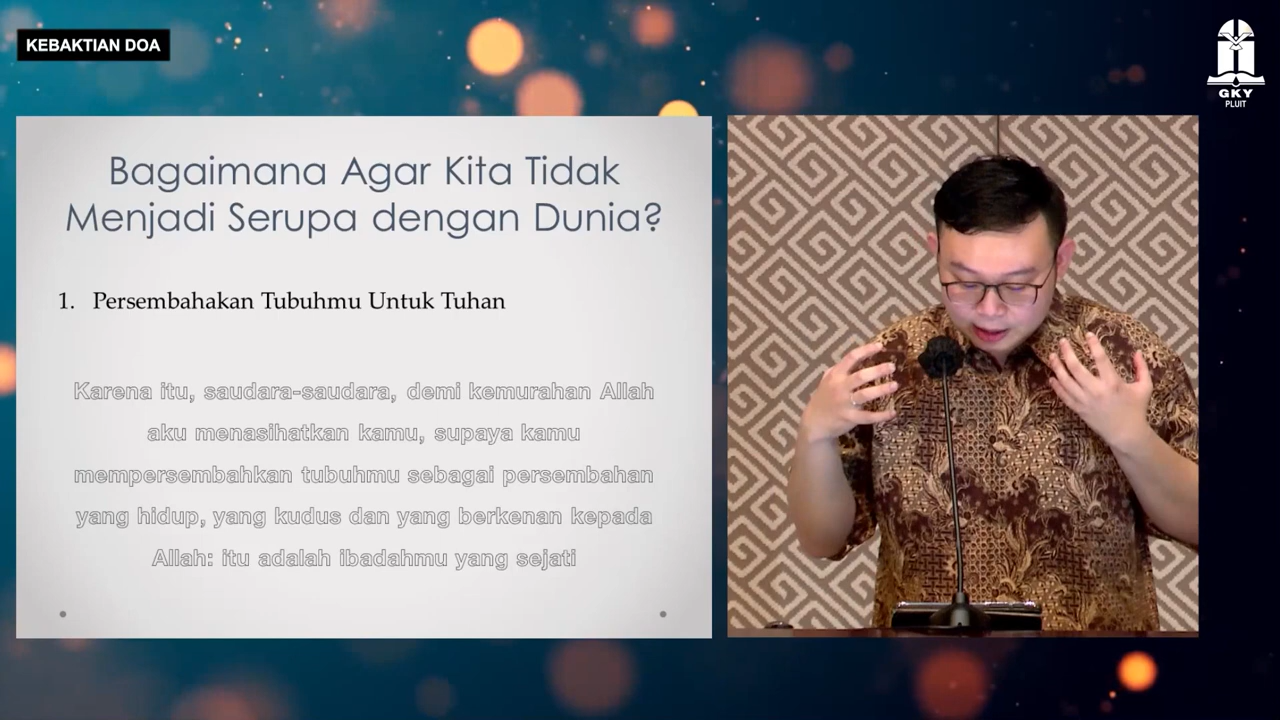 KEBAKTIAN DOA
GKY
PLUIT
Bagaimana Agar Kita Tidak
Menjadi Serupa dengan Dunia?
1. Persembahakan Tubuhmu Untuk Tuhan
Karena itu, saudara-saudara, demi kemurahan Allah
aku menasihatkan kamu, supaya kamu
mempersembahkan tubuhmu sebagai persembahan
yang hidup, yang kudus dan yang berkenan kepada
Allah: itu adalah ibadahmu yang sejati